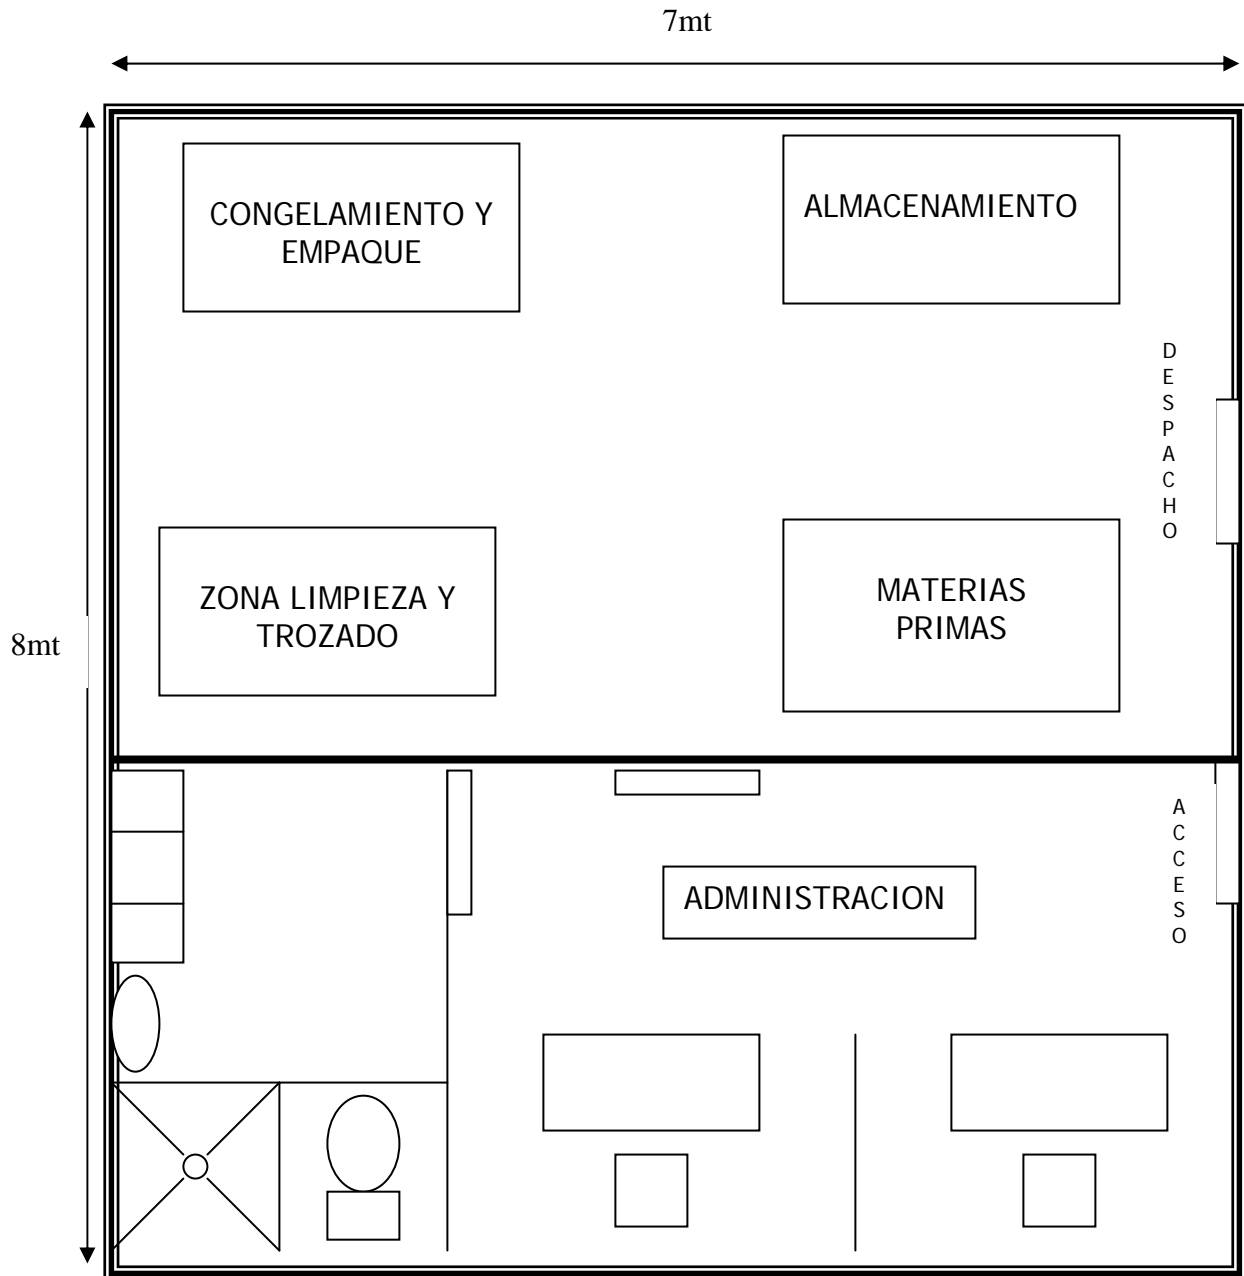 7mt
CONGELAMIENTO Y
EMPAQUE
ALMACENAMIENTO
DESPACHO
ZONA LIMPIEZA Y
TROZADO
MATERIAS
PRIMAS
8mt
ACCESO
ADMINISTRACION